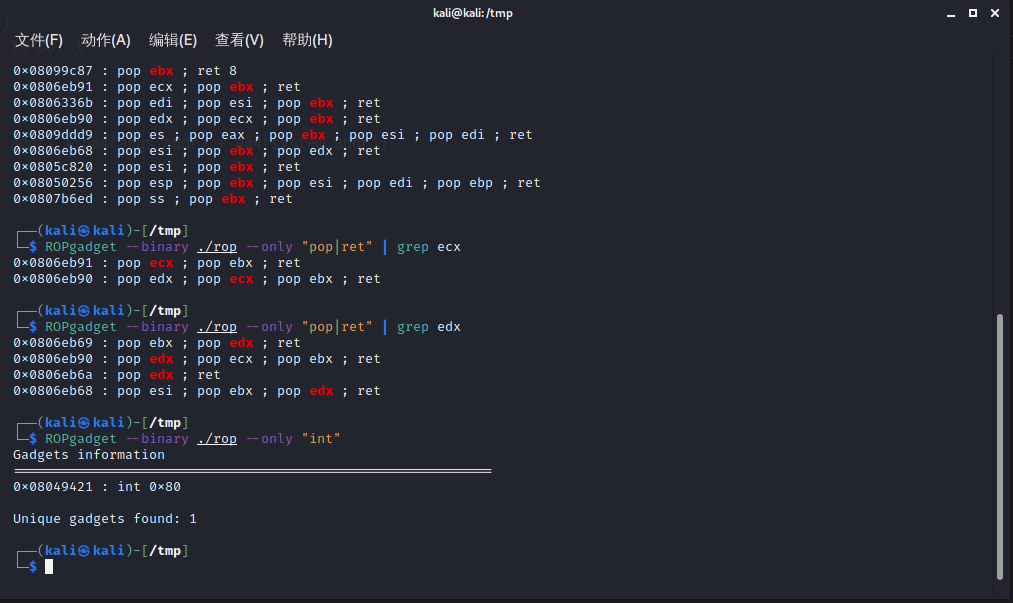 kali@kali: /tmp
文件(F) 动作(A) 编辑(E) 查看(V) 帮助(H)
0×08099c87 : pop ebx ; ret 8
0×0806eb91 : pop ecx ; pop ebx ; ret
0×0806336b : pop edi ; pop esi ; pop ebx ; ret
0×0806eb90 : pop edx ; pop ecx ; pop ebx ; ret
0×0809ddd9 : pop es ; pop eax ; pop ebx ; pop esi ; pop edi ; ret
0×0806eb68 : pop esi ; pop ebx ; pop edx ; ret
0×0805c820 : pop esi ; pop ebx ; ret
0×08050256 : pop esp ; pop ebx ; pop esi ; pop edi ; pop ebp ; ret
0×0807b6ed : pop ss ; pop ebx ; ret
┌──(kali㉿kali)-[/tmp]
└─$ ROPgadget --binary ./rop --only "pop|ret" | grep ecx
0×0806eb91 : pop ecx ; pop ebx ; ret
0×0806eb90 : pop edx ; pop ecx ; pop ebx ; ret
┌──(kali㉿kali)-[/tmp]
└─$ ROPgadget --binary ./rop --only "pop|ret" | grep edx
0×0806eb69 : pop ebx ; pop edx ; ret
0×0806eb90 : pop edx ; pop ecx ; pop ebx ; ret
0×0806eb6a : pop edx ; ret
0×0806eb68 : pop esi ; pop ebx ; pop edx ; ret
┌──(kali㉿kali)-[/tmp]
└─$ ROPgadget --binary ./rop --only "int"
Gadgets information
============================================================
0×08049421 : int 0×80
Unique gadgets found: 1
┌──(kali㉿kali)-[/tmp]
└─$